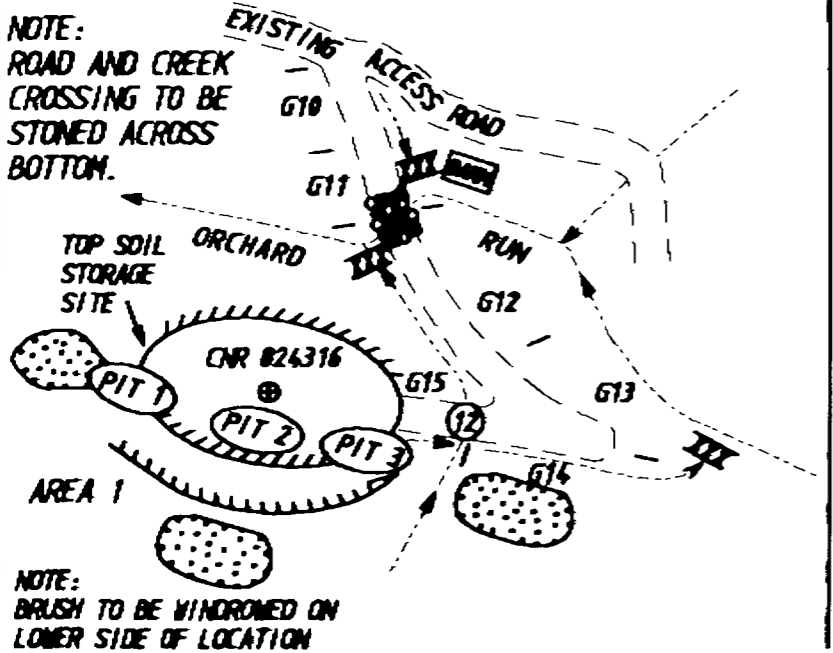 NOTE:
ROAD AND CREEK
CROSSING TO BE
STONED ACROSS
BOTTOM.
EXISTING ACCESS ROAD
G10
G11
ORCHARD RUN
TOP SOIL
STORAGE
SITE
G12
CNR #24316
G15
G13
PIT 1
PIT 2
PIT 3
12
G14
AREA 1
NOTE:
BRUSH TO BE WINDROWED ON
LOWER SIDE OF LOCATION